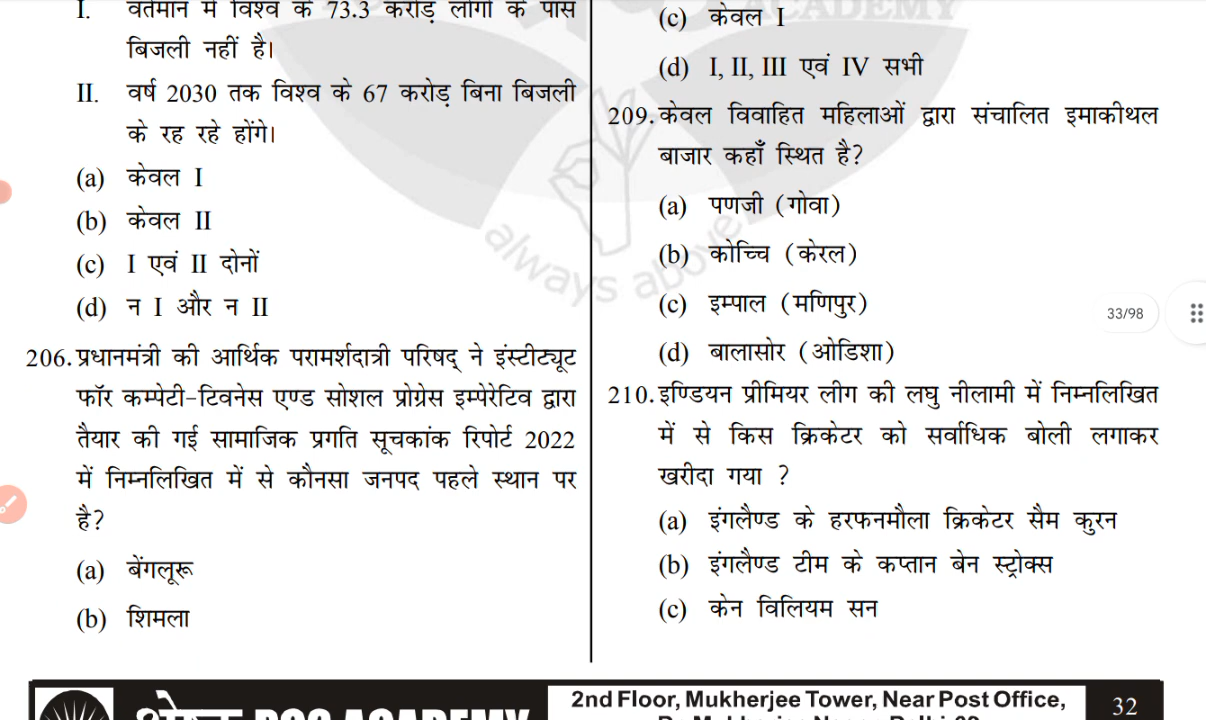 I. वर्तमान में विश्व के 73.3 करोड़ लोगों के पास
बिजली नहीं है।
II. वर्ष 2030 तक विश्व के 67 करोड़ बिना बिजली
के रह रहे होंगे।
(a) केवल I
(b) केवल II
(c) I एवं II दोनों
(d) न I और न II
206. प्रधानमंत्री की आर्थिक परामर्शदात्री परिषद् ने इंस्टीट्यूट
फॉर कम्पेटी-टिवनेस एण्ड सोशल प्रोग्रेस इम्पेरेटिव द्वारा
तैयार की गई सामाजिक प्रगति सूचकांक रिपोर्ट 2022
में निम्नलिखित में से कौनसा जनपद पहले स्थान पर
है?
(a) बेंगलूरू
(b) शिमला
ACADEMY
(c) केवल I
(d) I, II, III एवं IV सभी
209. केवल विवाहित महिलाओं द्वारा संचालित इमाकीथल
बाजार कहाँ स्थित है?
(a) पणजी (गोवा)
(b) कोच्चि (केरल)
(c) इम्पाल (मणिपुर)
(d) बालासोर (ओडिशा)
210. इण्डियन प्रीमियर लीग की लघु नीलामी में निम्नलिखित
में से किस क्रिकेटर को सर्वाधिक बोली लगाकर
खरीदा गया ?
(a) इंगलैण्ड के हरफनमौला क्रिकेटर सैम कुरन
(b) इंगलैण्ड टीम के कप्तान बेन स्ट्रोक्स
(c) केन विलियम सन
always above
33/98
PCS ACADEMY
2nd Floor, Mukherjee Tower, Near Post Office,
32